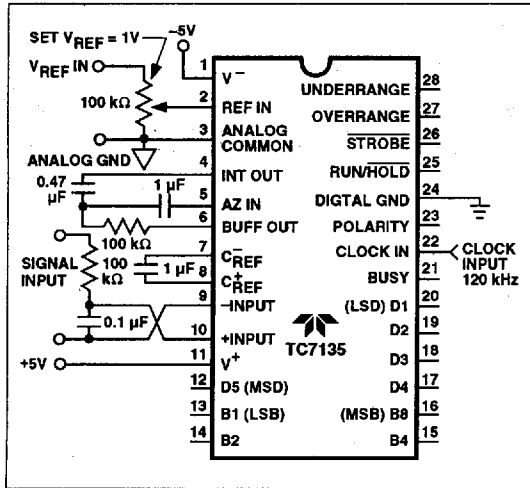 SET VREF = 1V
–5V
VREF IN
100 kΩ
ANALOG GND
0.47 µF
1 µF
100 kΩ
SIGNAL INPUT
100 kΩ
1 µF
0.1 µF
+5V
1 V–
2 REF IN
3 ANALOG COMMON
4 INT OUT
5 AZ IN
6 BUFF OUT
7 C–REF
8 C+REF
9 –INPUT
10 +INPUT
11 V+
12 D5 (MSD)
13 B1 (LSB)
14 B2
TC7135
UNDERRANGE 28
OVERRANGE 27
STROBE 26
RUN/HOLD 25
DIGTAL GND 24
POLARITY 23
CLOCK IN 22
CLOCK INPUT 120 kHz
BUSY 21
(LSD) D1 20
D2 19
D3 18
D4 17
(MSB) B8 16
B4 15